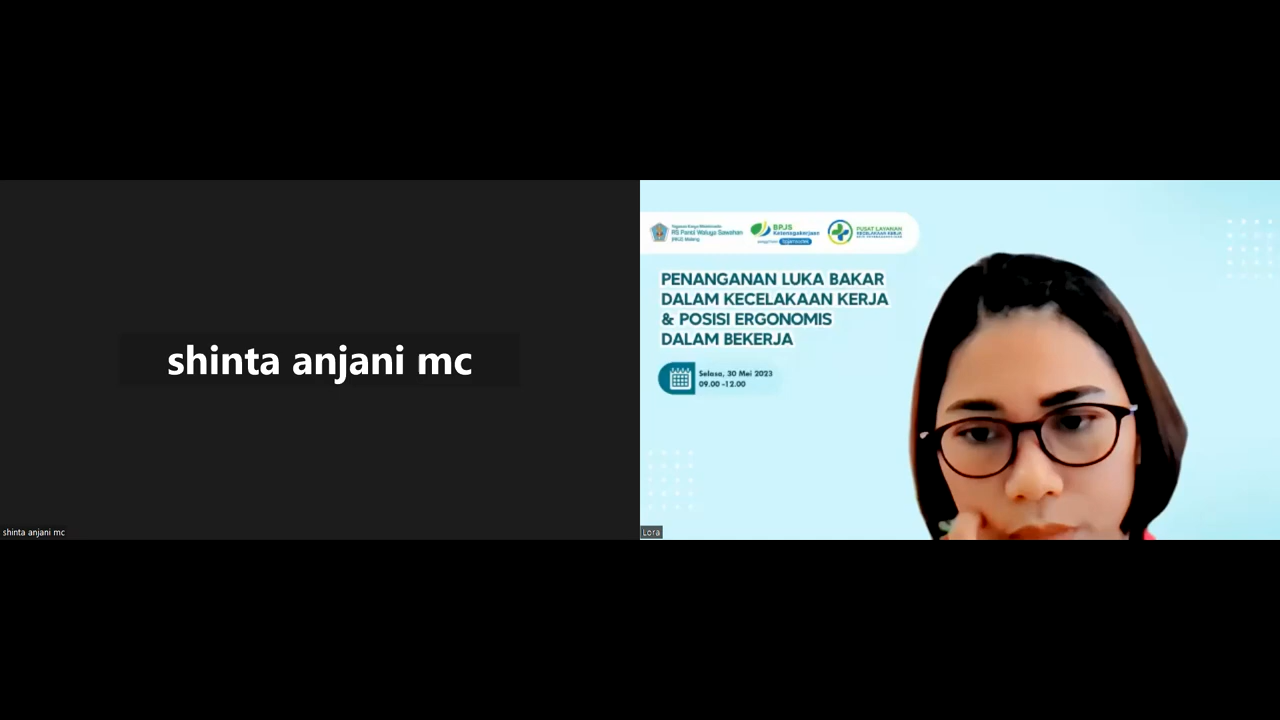 shinta anjani mc
shinta anjani mc
RS Panti Waluya Sawahan
BPJS
Ketenagakerjaan
PUSAT LAYANAN
KECELAKAAN KERJA
PENANGANAN LUKA BAKAR
DALAM KECELAKAAN KERJA
& POSISI ERGONOMIS
DALAM BEKERJA
Selasa, 30 Mei 2023
09.00 -12.00
Lora